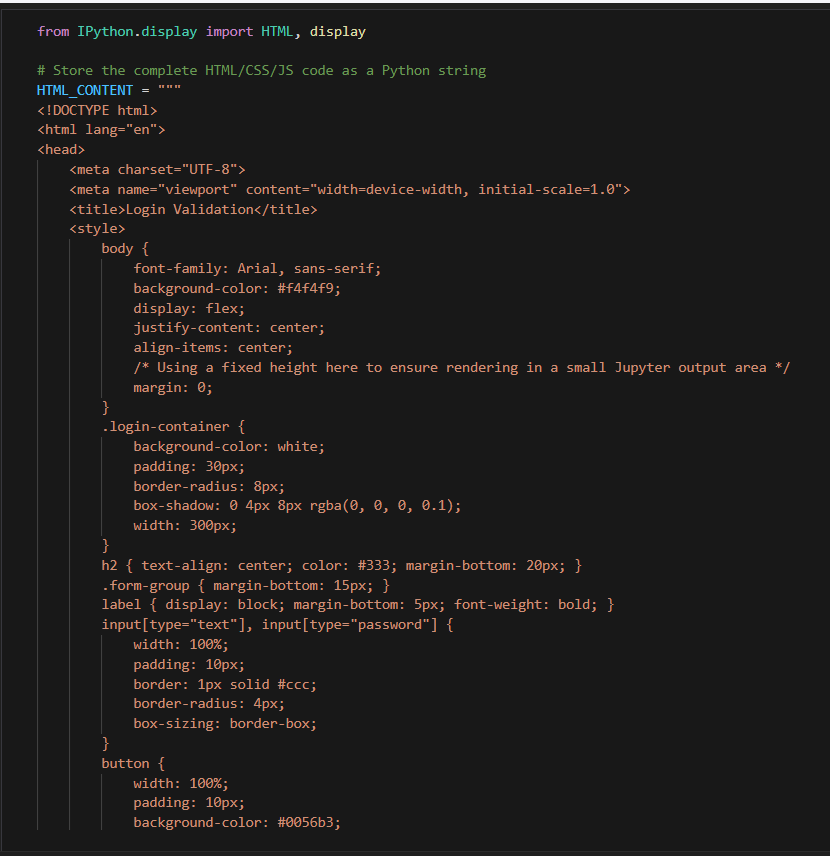 from IPython.display import HTML, display

# Store the complete HTML/CSS/JS code as a Python string
HTML_CONTENT = """
<!DOCTYPE html>
<html lang="en">
<head>
    <meta charset="UTF-8">
    <meta name="viewport" content="width=device-width, initial-scale=1.0">
    <title>Login Validation</title>
    <style>
        body {
            font-family: Arial, sans-serif;
            background-color: #f4f4f9;
            display: flex;
            justify-content: center;
            align-items: center;
            /* Using a fixed height here to ensure rendering in a small Jupyter output area */
            margin: 0;
        }
        .login-container {
            background-color: white;
            padding: 30px;
            border-radius: 8px;
            box-shadow: 0 4px 8px rgba(0, 0, 0, 0.1);
            width: 300px;
        }
        h2 { text-align: center; color: #333; margin-bottom: 20px; }
        .form-group { margin-bottom: 15px; }
        label { display: block; margin-bottom: 5px; font-weight: bold; }
        input[type="text"], input[type="password"] {
            width: 100%;
            padding: 10px;
            border: 1px solid #ccc;
            border-radius: 4px;
            box-sizing: border-box;
        }
        button {
            width: 100%;
            padding: 10px;
            background-color: #0056b3;